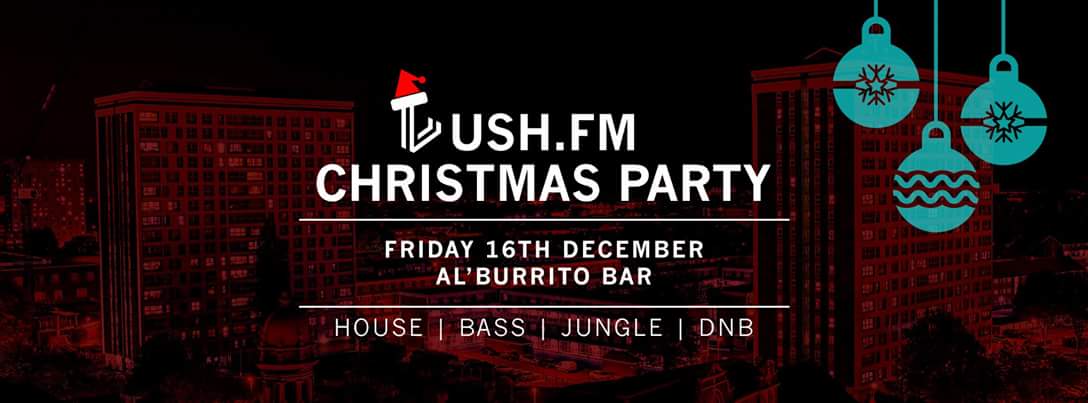 USH.FM
CHRISTMAS PARTY
FRIDAY 16TH DECEMBER
AL'BURRITO BAR
HOUSE | BASS | JUNGLE | DNB